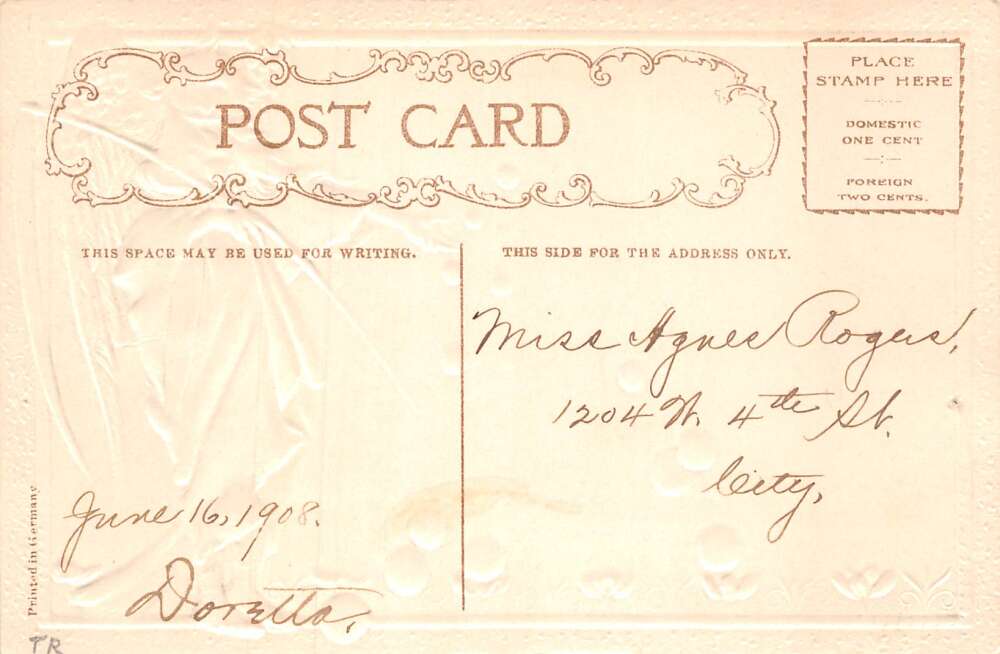 POST CARD
PLACE
STAMP HERE
DOMESTIC
ONE CENT
FOREIGN
TWO CENTS.
THIS SPACE MAY BE USED FOR WRITING.
THIS SIDE FOR THE ADDRESS ONLY.
Miss Agnes Rogers,
1204 W. 4th St.
City,
June 16, 1908.
Doretta.
Printed in Germany
TR